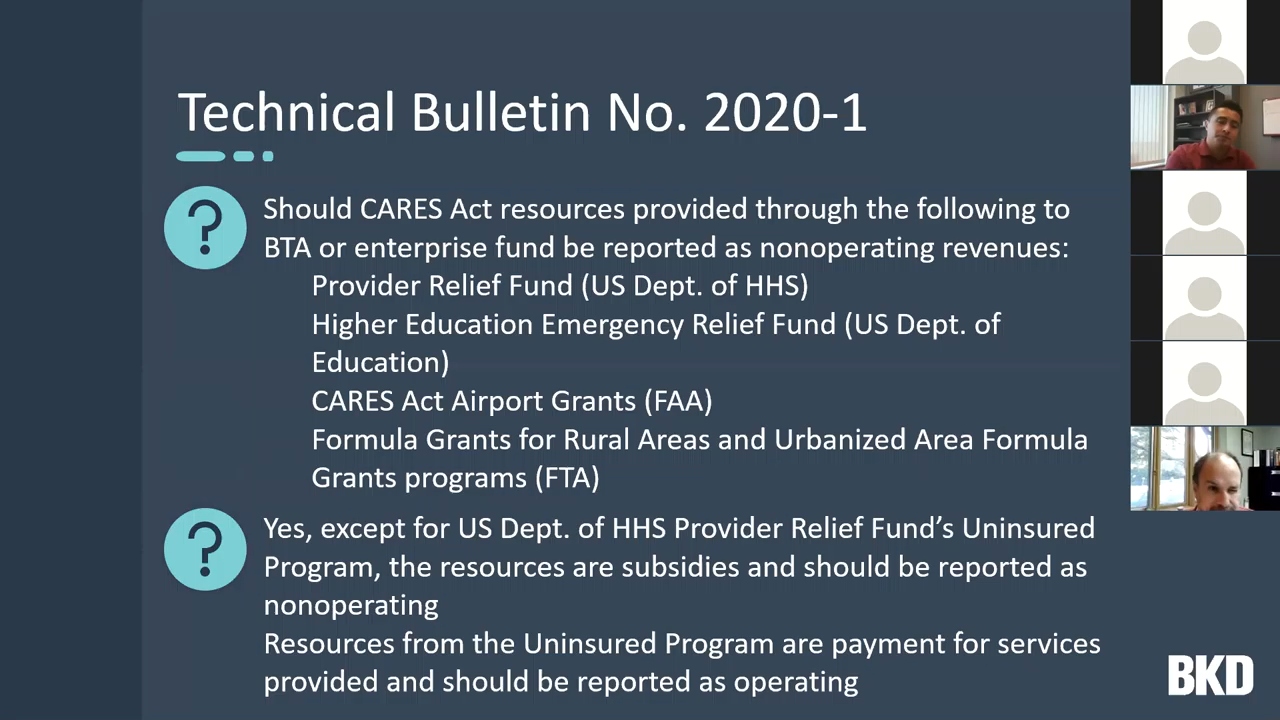 Technical Bulletin No. 2020-1
?
Should CARES Act resources provided through the following to
BTA or enterprise fund be reported as nonoperating revenues:
Provider Relief Fund (US Dept. of HHS)
Higher Education Emergency Relief Fund (US Dept. of
Education)
CARES Act Airport Grants (FAA)
Formula Grants for Rural Areas and Urbanized Area Formula
Grants programs (FTA)
?
Yes, except for US Dept. of HHS Provider Relief Fund’s Uninsured
Program, the resources are subsidies and should be reported as
nonoperating
Resources from the Uninsured Program are payment for services
provided and should be reported as operating
BKD